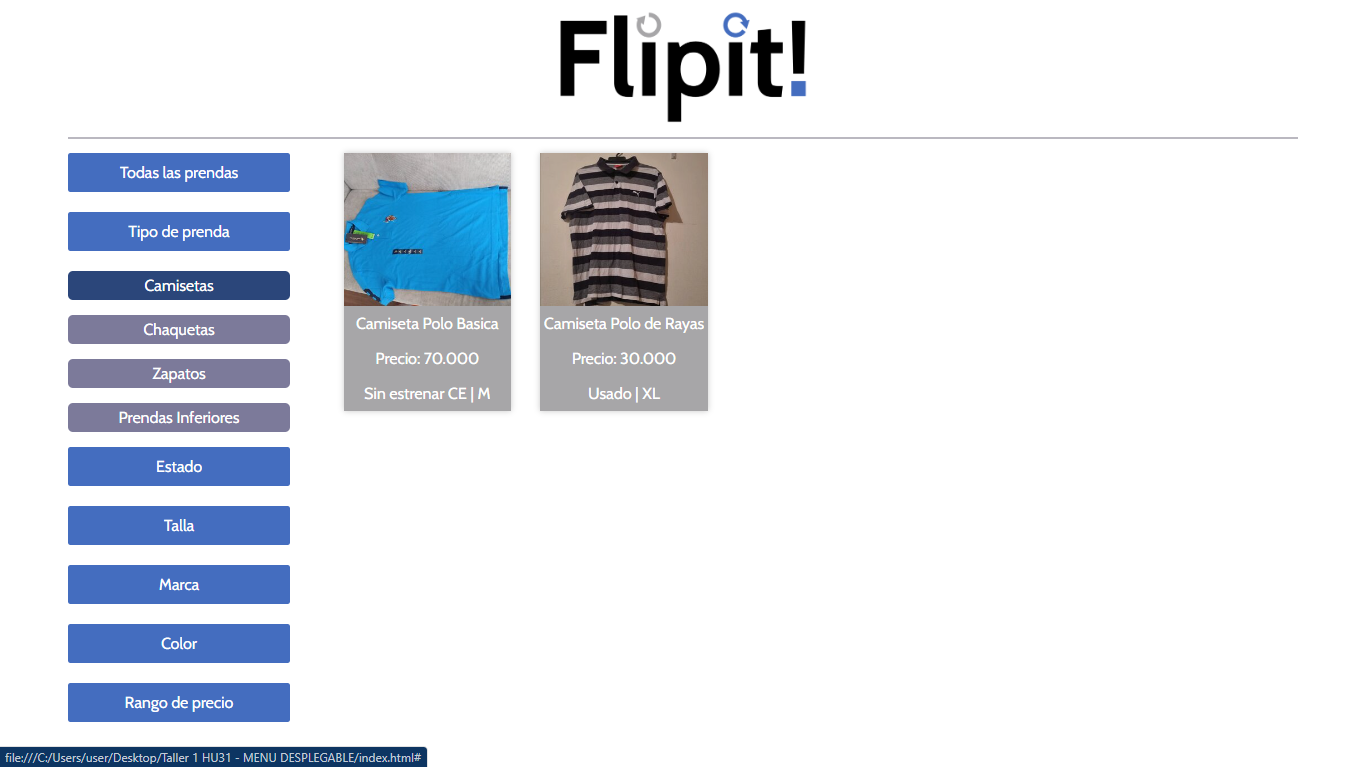 Flipit!
Todas las prendas
Tipo de prenda
Camisetas
Chaquetas
Zapatos
Prendas Inferiores
Estado
Talla
Marca
Color
Rango de precio
Camiseta Polo Basica
Precio: 70.000
Sin estrenar CE | M
Camiseta Polo de Rayas
Precio: 30.000
Usado | XL
file:///C:/Users/user/Desktop/Taller 1 HU31 - MENU DESPLEGABLE/index.html#